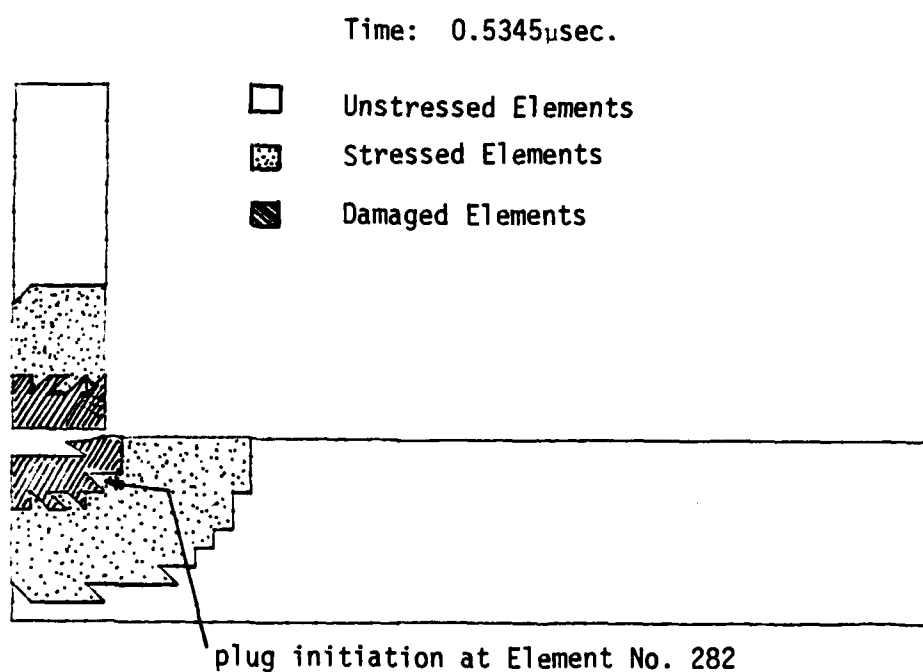 Time: 0.5345μsec.
Unstressed Elements
Stressed Elements
Damaged Elements
plug initiation at Element No. 282